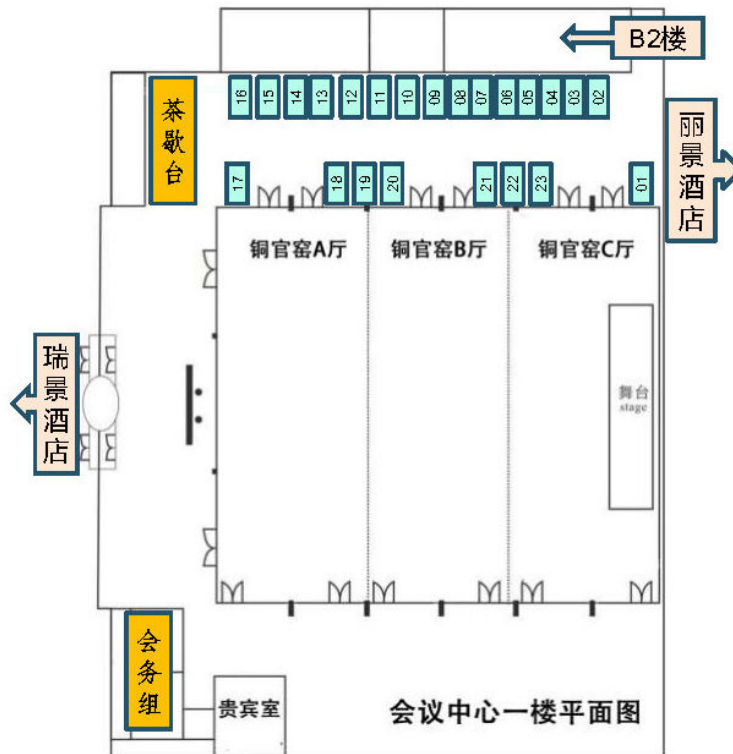 B2楼
16 15 14 13 12 11 10 09 08 07 06 05 04 03 02
茶歇台
丽景酒店
17 18 19 20 21 22 23 01
铜官窑A厅 铜官窑B厅 铜官窑C厅
瑞景酒店
舞台
stage
会务组
贵宾室
会议中心一楼平面图